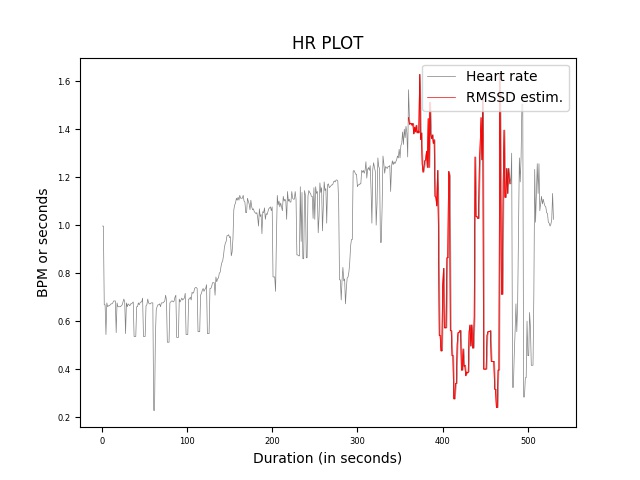 HR PLOT
Heart rate
RMSSD estim.
BPM or seconds
1.6
1.4
1.2
1.0
0.8
0.6
0.4
0.2
0
100
200
300
400
500
Duration (in seconds)